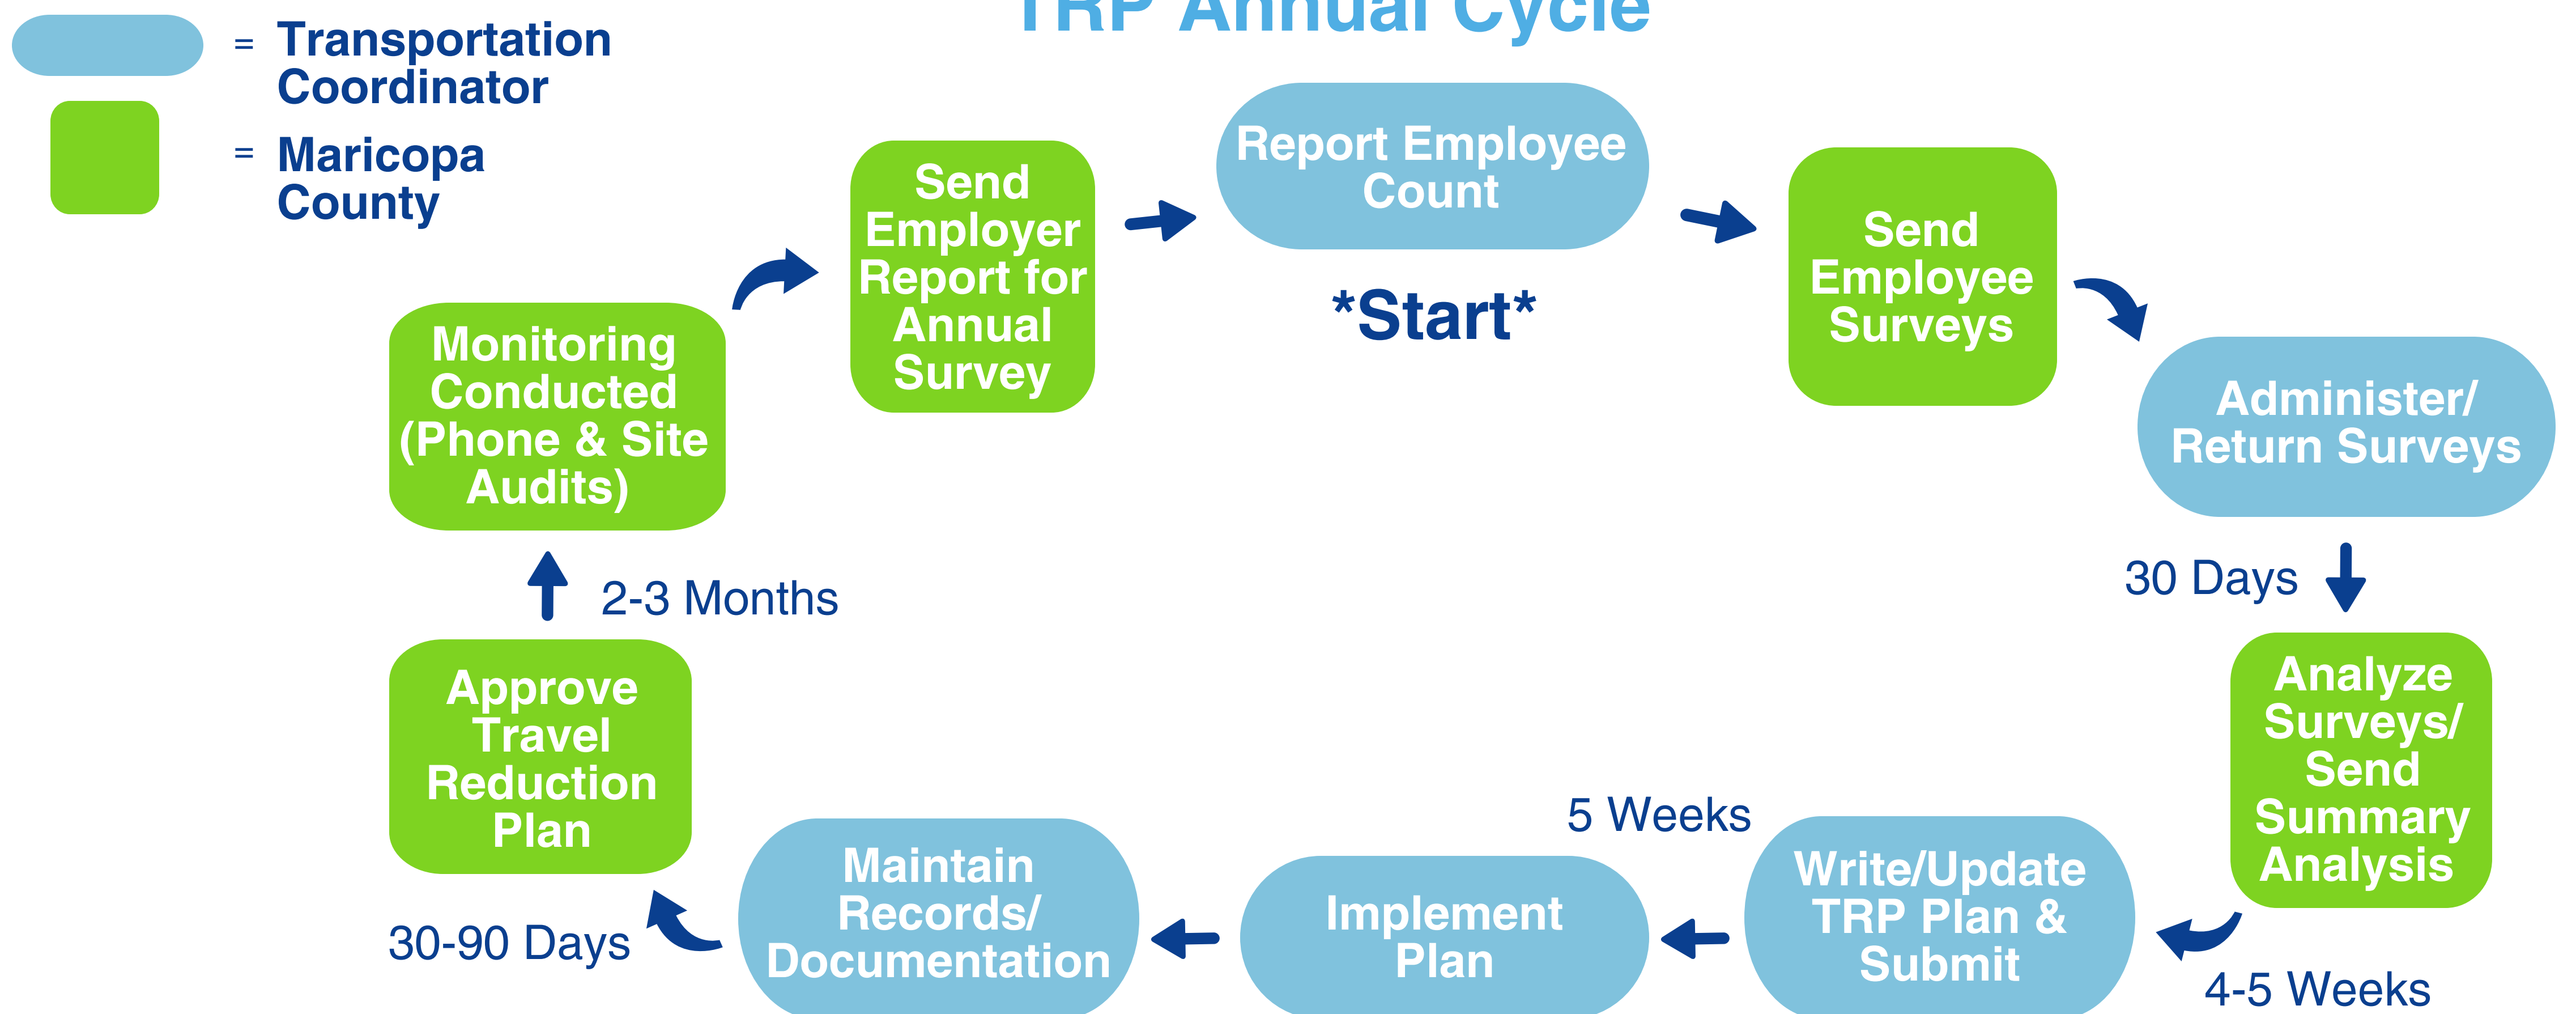 TRP Annual Cycle
= Transportation
Coordinator
= Maricopa
County
Report Employee
Count
*Start*
Send
Employee
Surveys
Administer/
Return Surveys
30 Days
Analyze
Surveys/
Send
Summary
Analysis
4-5 Weeks
Write/Update
TRP Plan &
Submit
5 Weeks
Implement
Plan
Maintain
Records/
Documentation
30-90 Days
Approve
Travel
Reduction
Plan
2-3 Months
Monitoring
Conducted
(Phone & Site
Audits)
Send
Employer
Report for
Annual
Survey